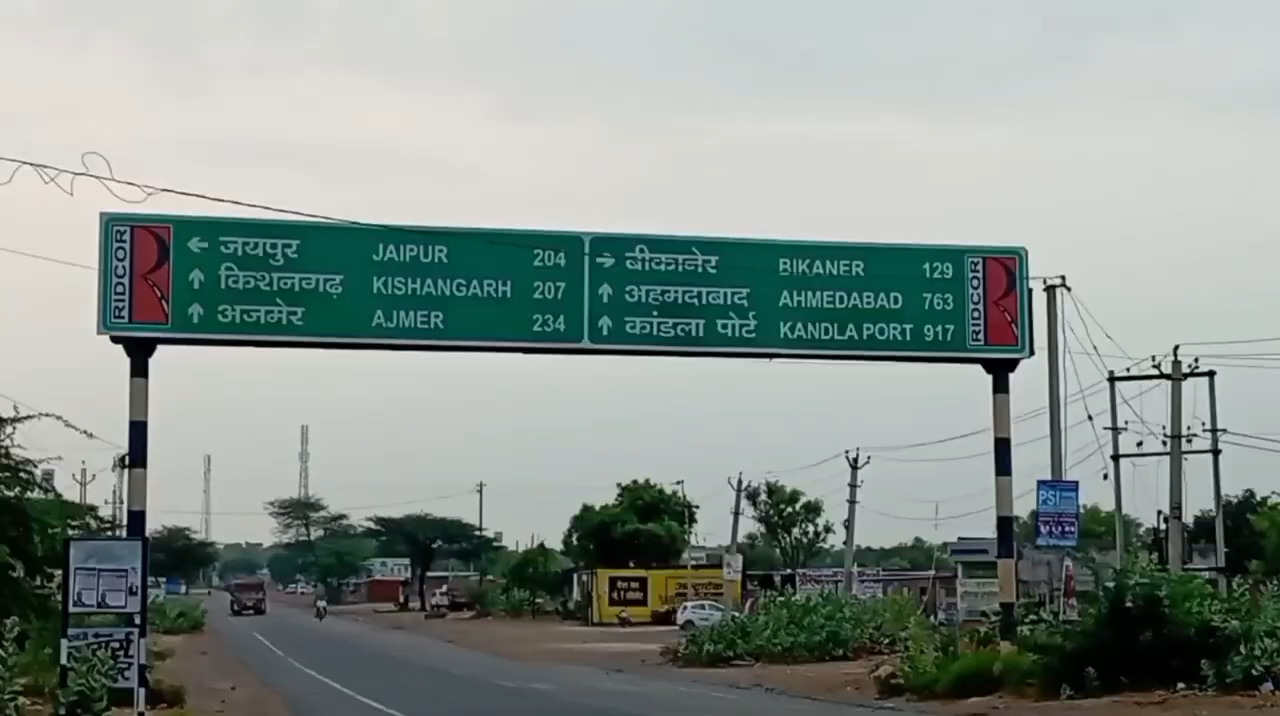 RIDCOR
← जयपुर JAIPUR 204
↑ किशनगढ़ KISHANGARH 207
↑ अजमेर AJMER 234
→ बीकानेर BIKANER 129
↑ अहमदाबाद AHMEDABAD 763
↑ कांडला पोर्ट KANDLA PORT 917
RIDCOR
PSI